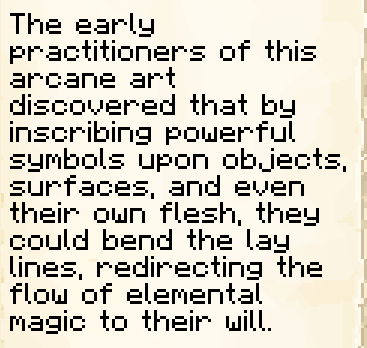 The early
practitioners of this
arcane art
discovered that by
inscribing powerful
symbols upon objects,
surfaces, and even
their own flesh, they
could bend the lay
lines, redirecting the
flow of elemental
magic to their will.